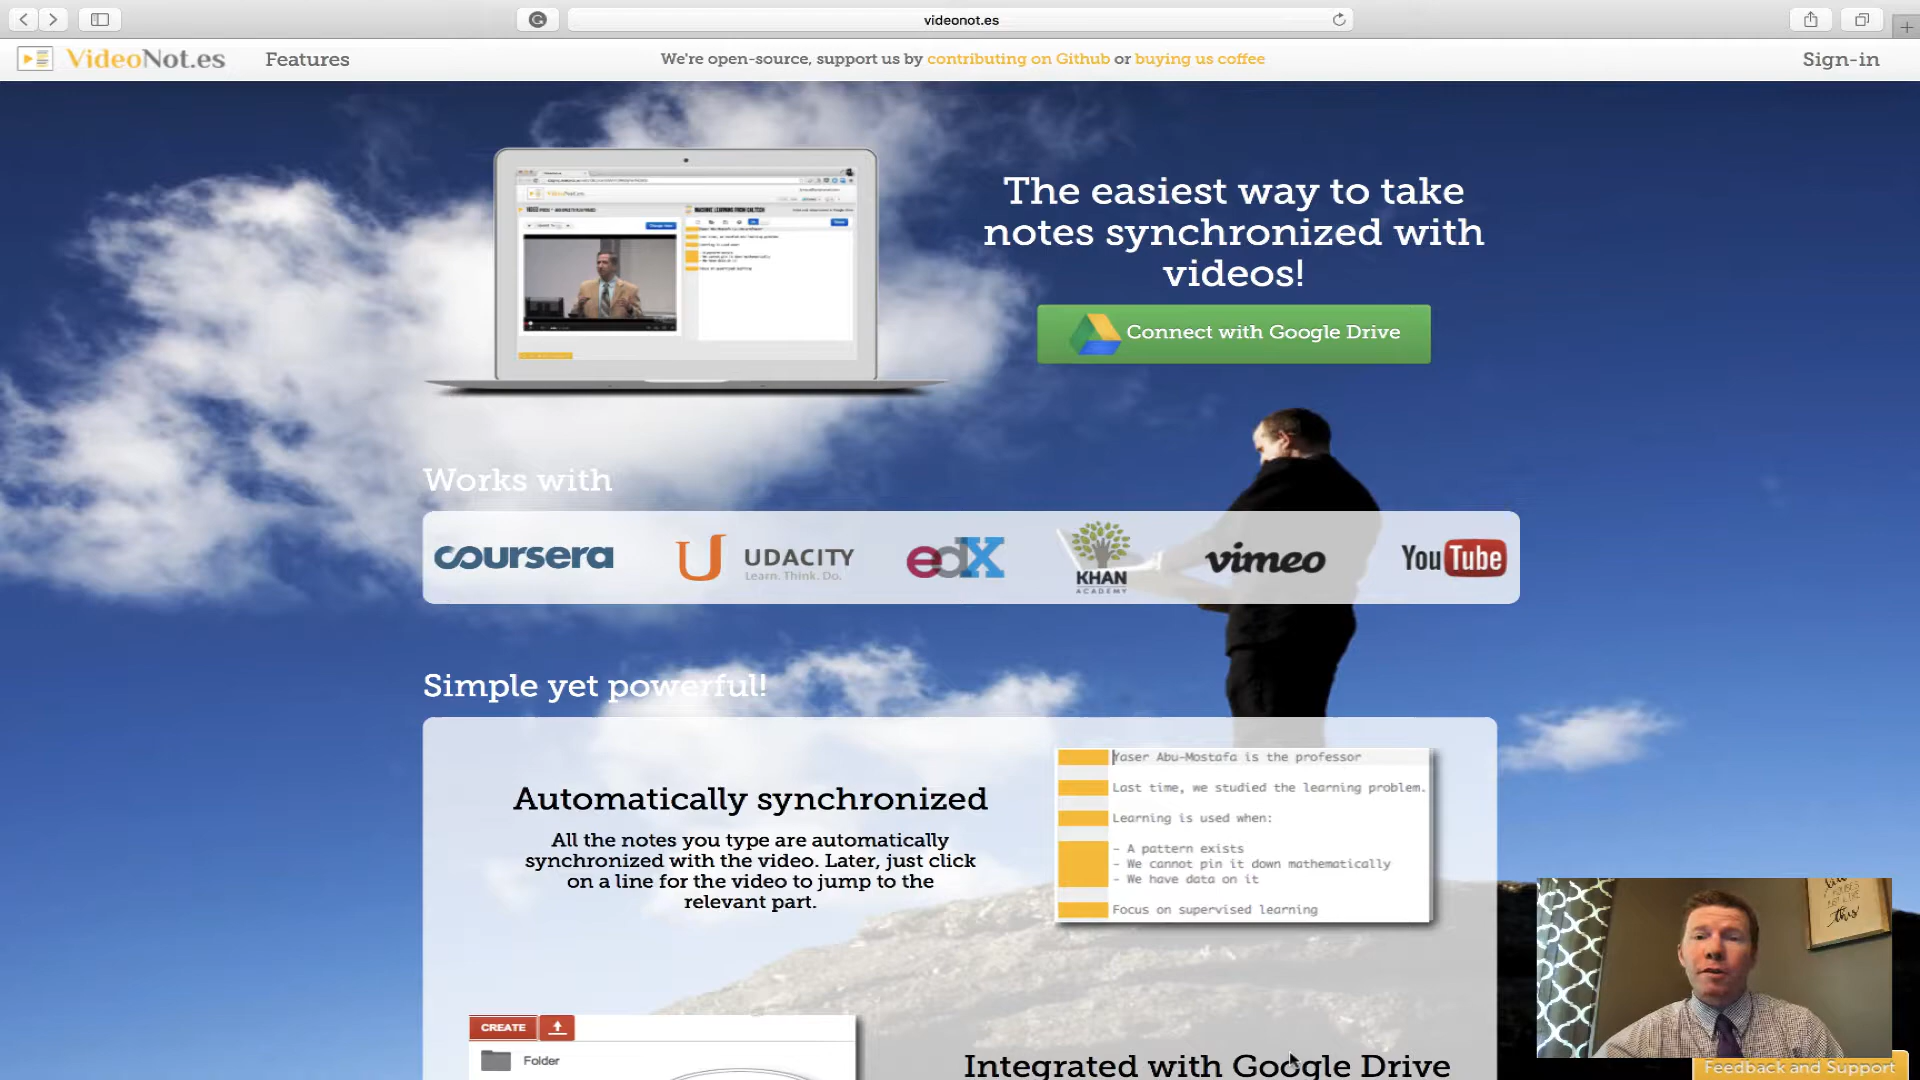 videonot.es
VideoNot.es
Features
We're open-source, support us by contributing on Github or buying us coffee
Sign-in
The easiest way to take
notes synchronized with
videos!
Connect with Google Drive
Works with
coursera
UDACITY
Learn. Think. Do.
edX
KHAN
ACADEMY
vimeo
YouTube
Simple yet powerful!
Automatically synchronized
All the notes you type are automatically
synchronized with the video. Later, just click
on a line for the video to jump to the
relevant part.
Yaser Abu-Mostafa is the professor
Last time, we studied the learning problem.
Learning is used when:
- A pattern exists
- We cannot pin it down mathematically
- We have data on it
Focus on supervised learning
CREATE
Folder
Integrated with Google Drive
this
Feedback and Support